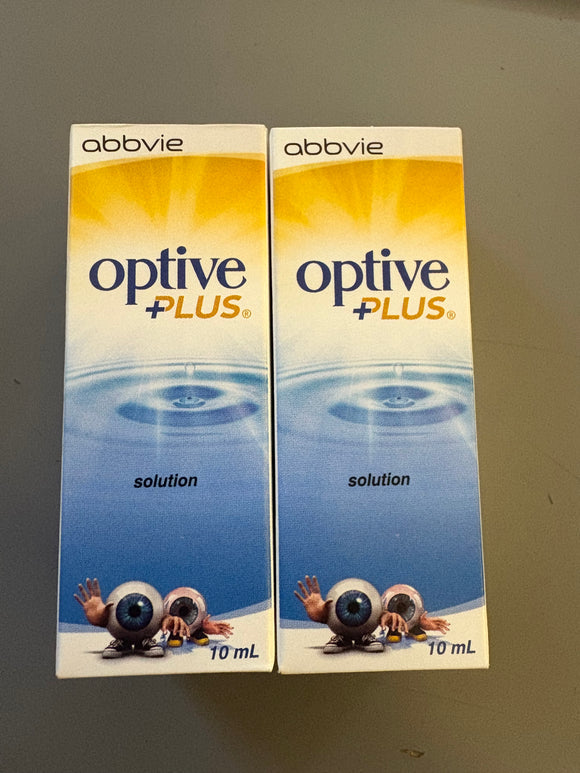 abbvie
optive
+PLUS®
solution
10 mL
abbvie
optive
+PLUS®
solution
10 mL